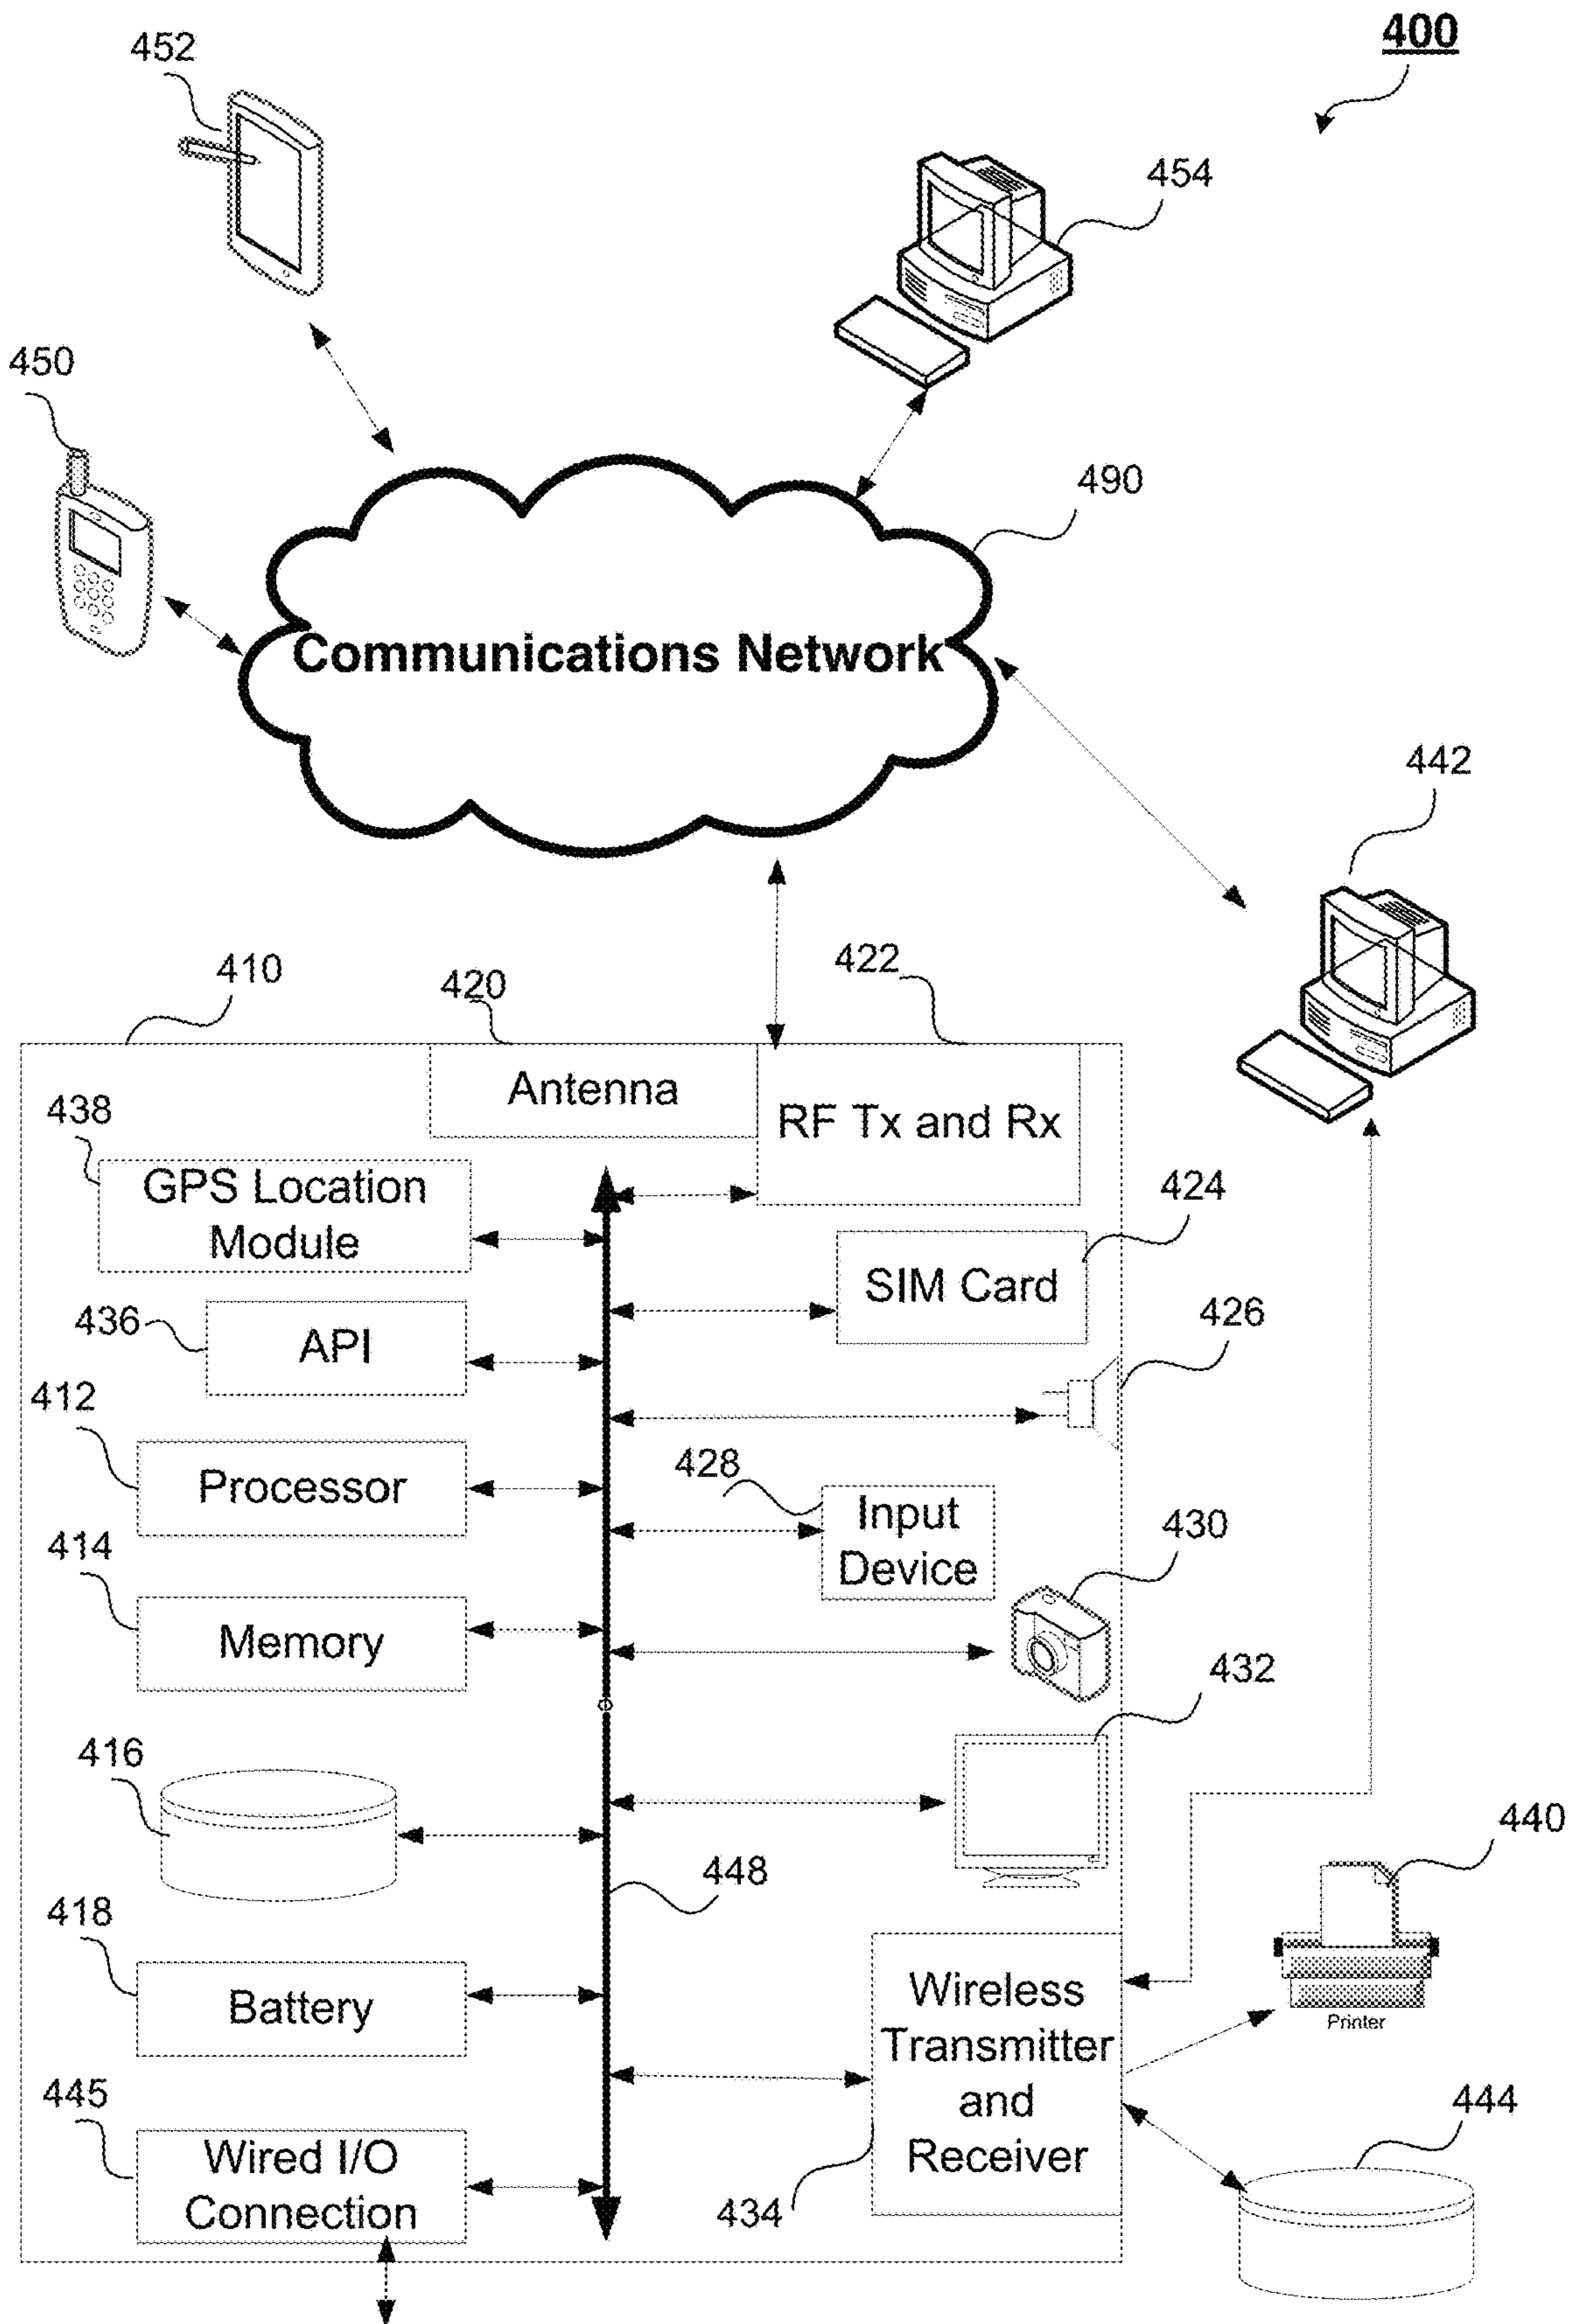 400
452
454
450
490
Communications Network
442
410
420
422
Antenna
RF Tx and Rx
438
GPS Location
Module
424
SIM Card
436
API
426
412
Processor
428
Input
Device
430
414
Memory
432
416
448
440
Printer
418
Battery
Wireless
Transmitter
and
Receiver
434
445
Wired I/O
Connection
444